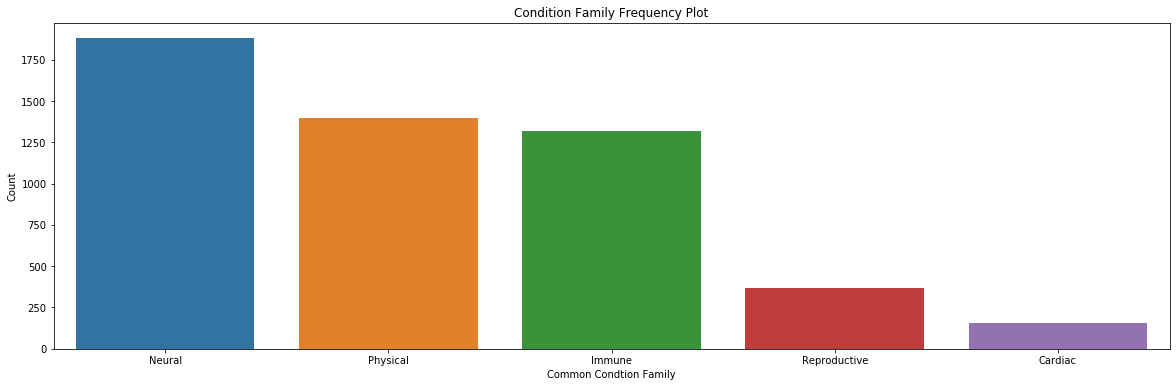 Condition Family Frequency Plot
1750
1500
1250
1000
750
500
250
0
Count
Neural Physical Immune Reproductive Cardiac
Common Condtion Family